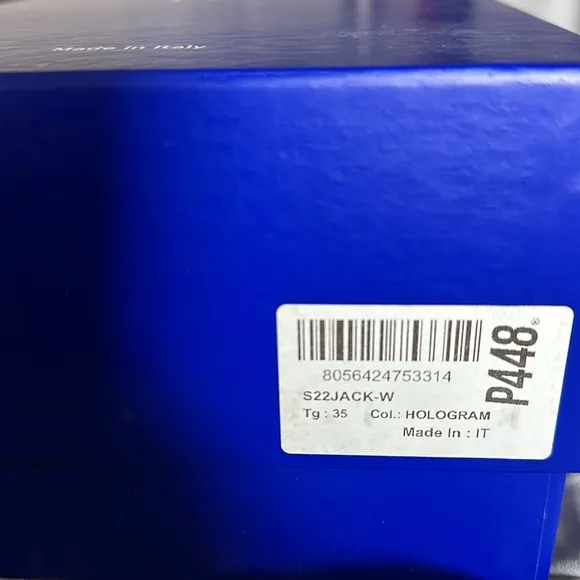 Made in Italy
8056424753314
S22JACK-W
Tg : 35 Col.: HOLOGRAM
Made In : IT
P448®